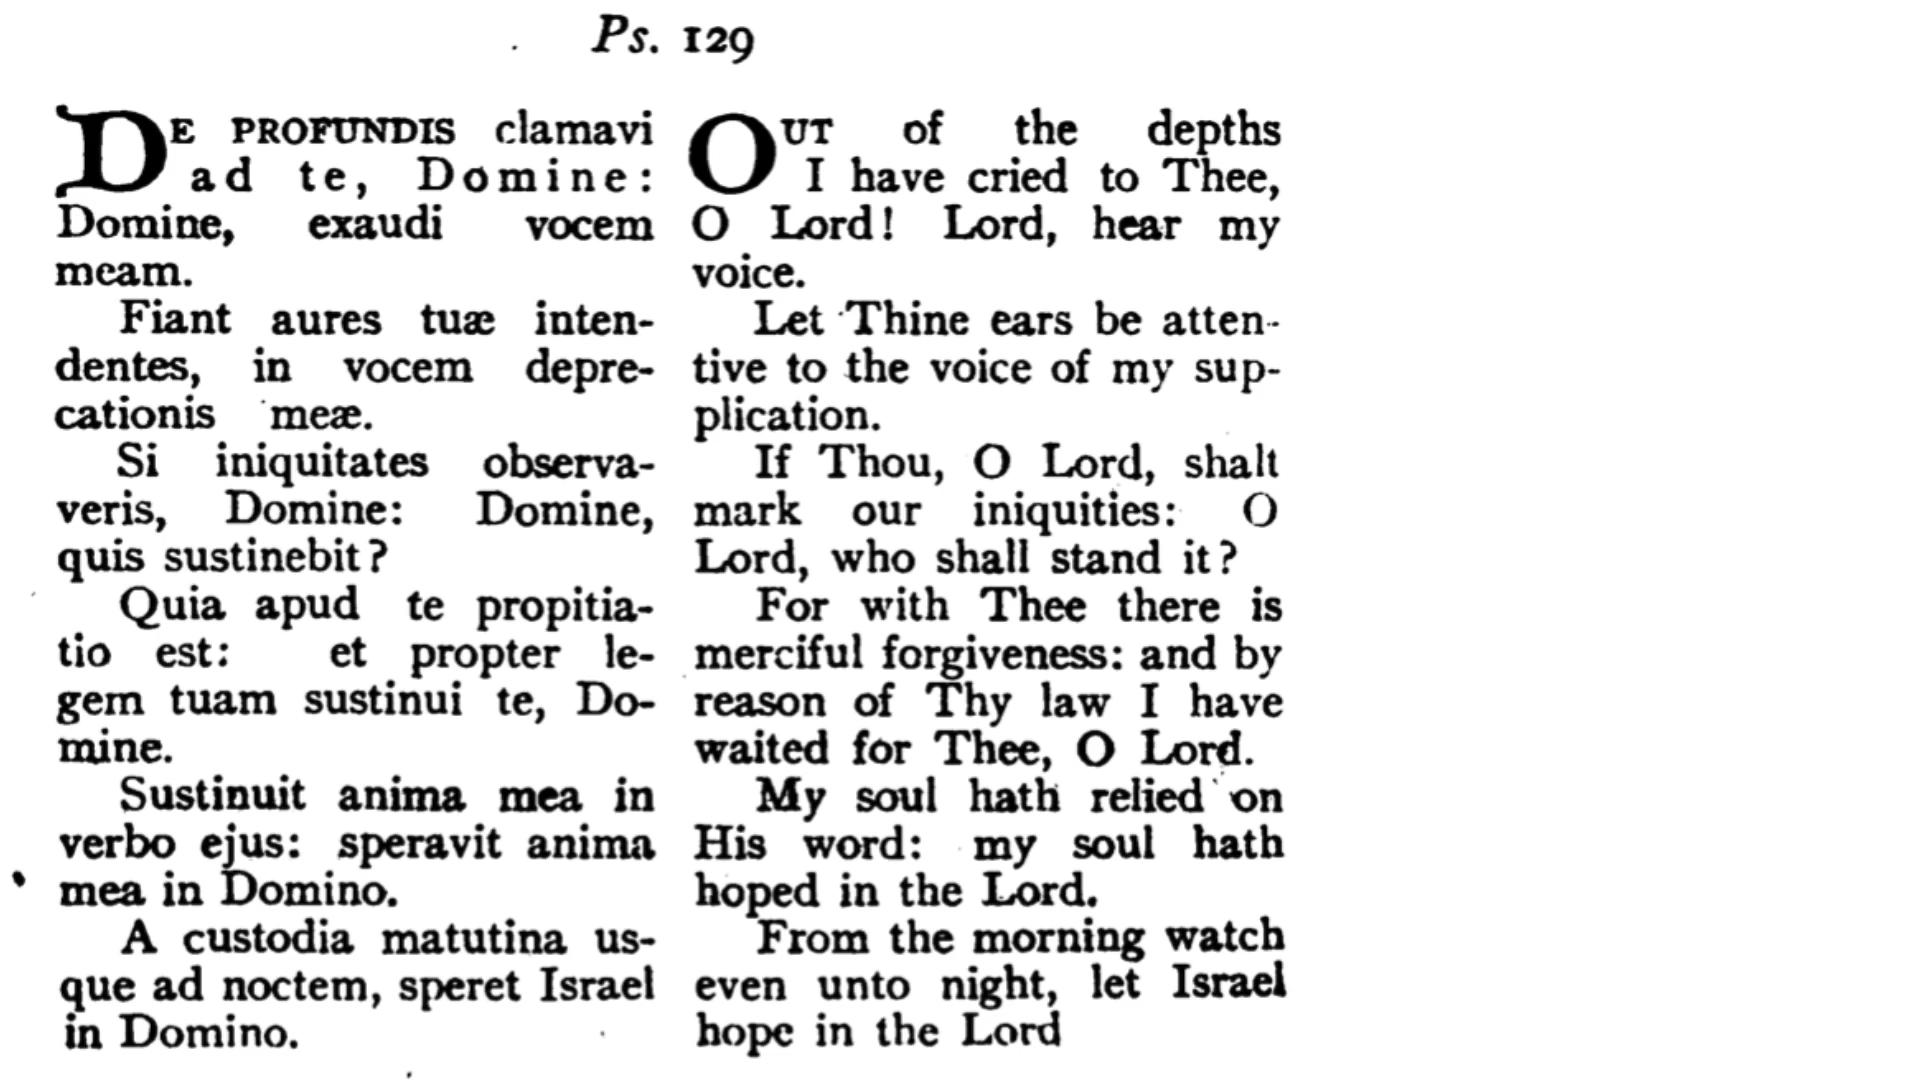 Ps. 129
DE PROFUNDIS clamavi
ad te, Domine:
Domine, exaudi vocem
meam.
Fiant aures tuæ inten-
dentes, in vocem depre-
cationis meæ.
Si iniquitates observa-
veris, Domine: Domine,
quis sustinebit?
Quia apud te propitia-
tio est: et propter le-
gem tuam sustinui te, Do-
mine.
Sustinuit anima mea in
verbo ejus: speravit anima
mea in Domino.
A custodia matutina us-
que ad noctem, speret Israel
in Domino.
OUT of the depths
I have cried to Thee,
O Lord! Lord, hear my
voice.
Let Thine ears be atten-
tive to the voice of my sup-
plication.
If Thou, O Lord, shalt
mark our iniquities: O
Lord, who shall stand it?
For with Thee there is
merciful forgiveness: and by
reason of Thy law I have
waited for Thee, O Lord.
My soul hath relied on
His word: my soul hath
hoped in the Lord.
From the morning watch
even unto night, let Israel
hope in the Lord